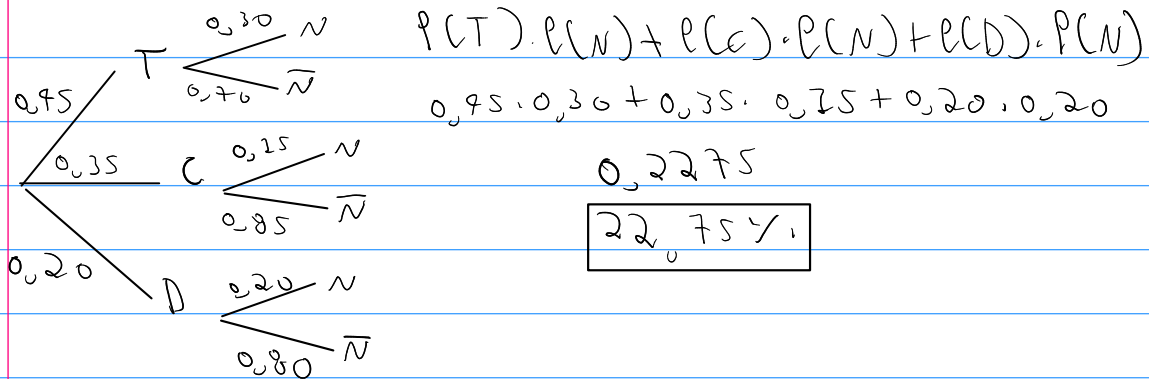 0,30 N
T
0,70 N̅
0,45
0,15 N
0,35 C
0,85 N̅
0,20
0,20 N
D
0,80 N̅
P(T).P(N)+P(C).P(N)+P(D).P(N)
0,45.0,30+0,35.0,15+0,20.0,20
0,2275
22,75%.